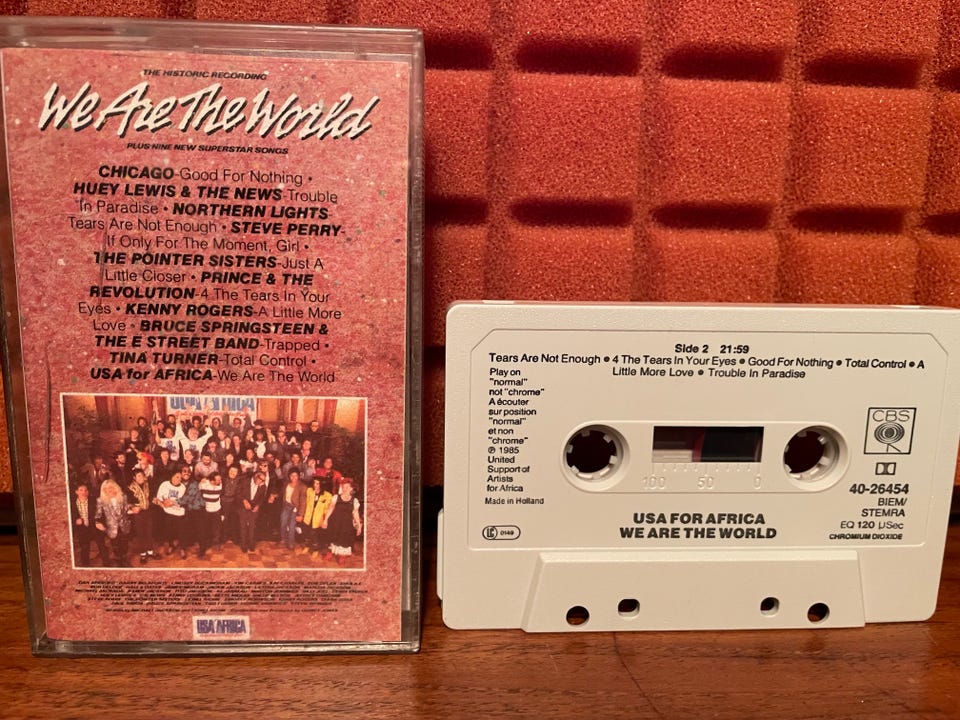 THE HISTORIC RECORDING
We Are The World
PLUS NINE NEW SUPERSTAR SONGS
CHICAGO-Good For Nothing •
HUEY LEWIS & THE NEWS-Trouble
In Paradise • NORTHERN LIGHTS-
Tears Are Not Enough • STEVE PERRY-
If Only For The Moment, Girl •
THE POINTER SISTERS-Just A
Little Closer • PRINCE & THE
REVOLUTION-4 The Tears In Your
Eyes • KENNY ROGERS-A Little More
Love • BRUCE SPRINGSTEEN &
THE E STREET BAND-Trapped •
TINA TURNER-Total Control •
USA for AFRICA-We Are The World
USA AFRICA
USA AFRICA
Side 2 21:59
Tears Are Not Enough • 4 The Tears In Your Eyes • Good For Nothing • Total Control • A
Little More Love • Trouble In Paradise
Play on
"normal"
not "chrome"
A écouter
sur position
"normal"
et non
"chrome"
℗ 1985
United
Support of
Artists
for Africa
Made in Holland
LC 0149
100 50 0
CBS
40-26454
BIEM/
STEMRA
EQ 120 µSec
CHROMIUM DIOXIDE
USA FOR AFRICA
WE ARE THE WORLD